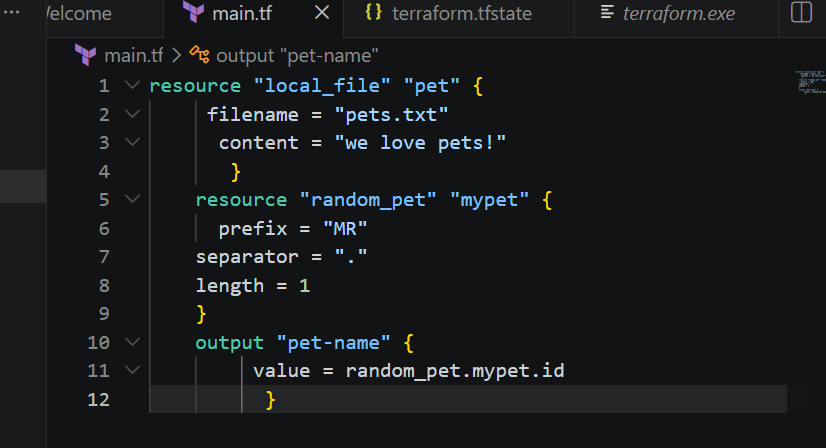 ··· elcome main.tf × {} terraform.tfstate terraform.exe
main.tf > output "pet-name"
1 resource "local_file" "pet" {
2 filename = "pets.txt"
3 content = "we love pets!"
4 }
5 resource "random_pet" "mypet" {
6 prefix = "MR"
7 separator = "."
8 length = 1
9 }
10 output "pet-name" {
11 value = random_pet.mypet.id
12 }